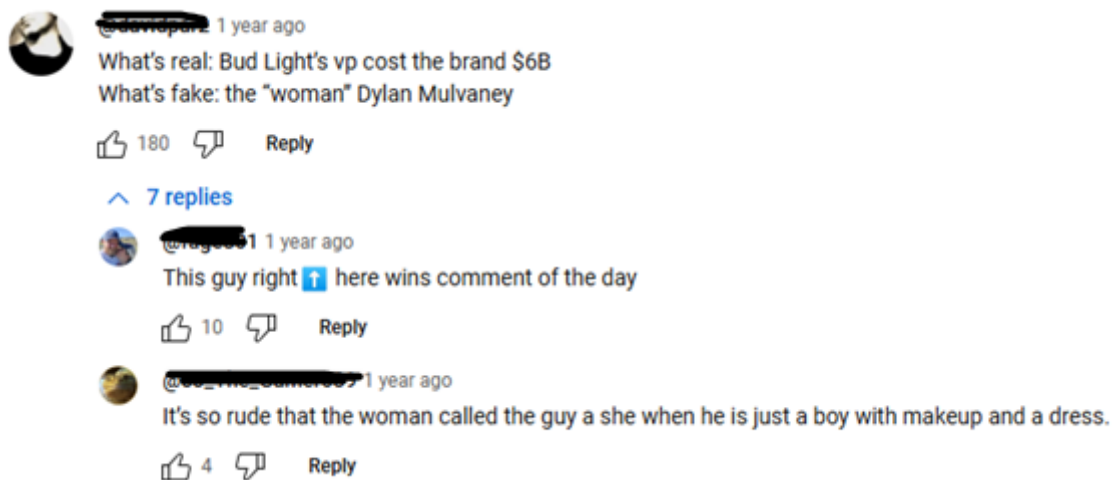 1 year ago
What's real: Bud Light's vp cost the brand $6B
What's fake: the “woman” Dylan Mulvaney
180 Reply
7 replies
1 year ago
This guy right ⬆️ here wins comment of the day
10 Reply
1 year ago
It's so rude that the woman called the guy a she when he is just a boy with makeup and a dress.
4 Reply